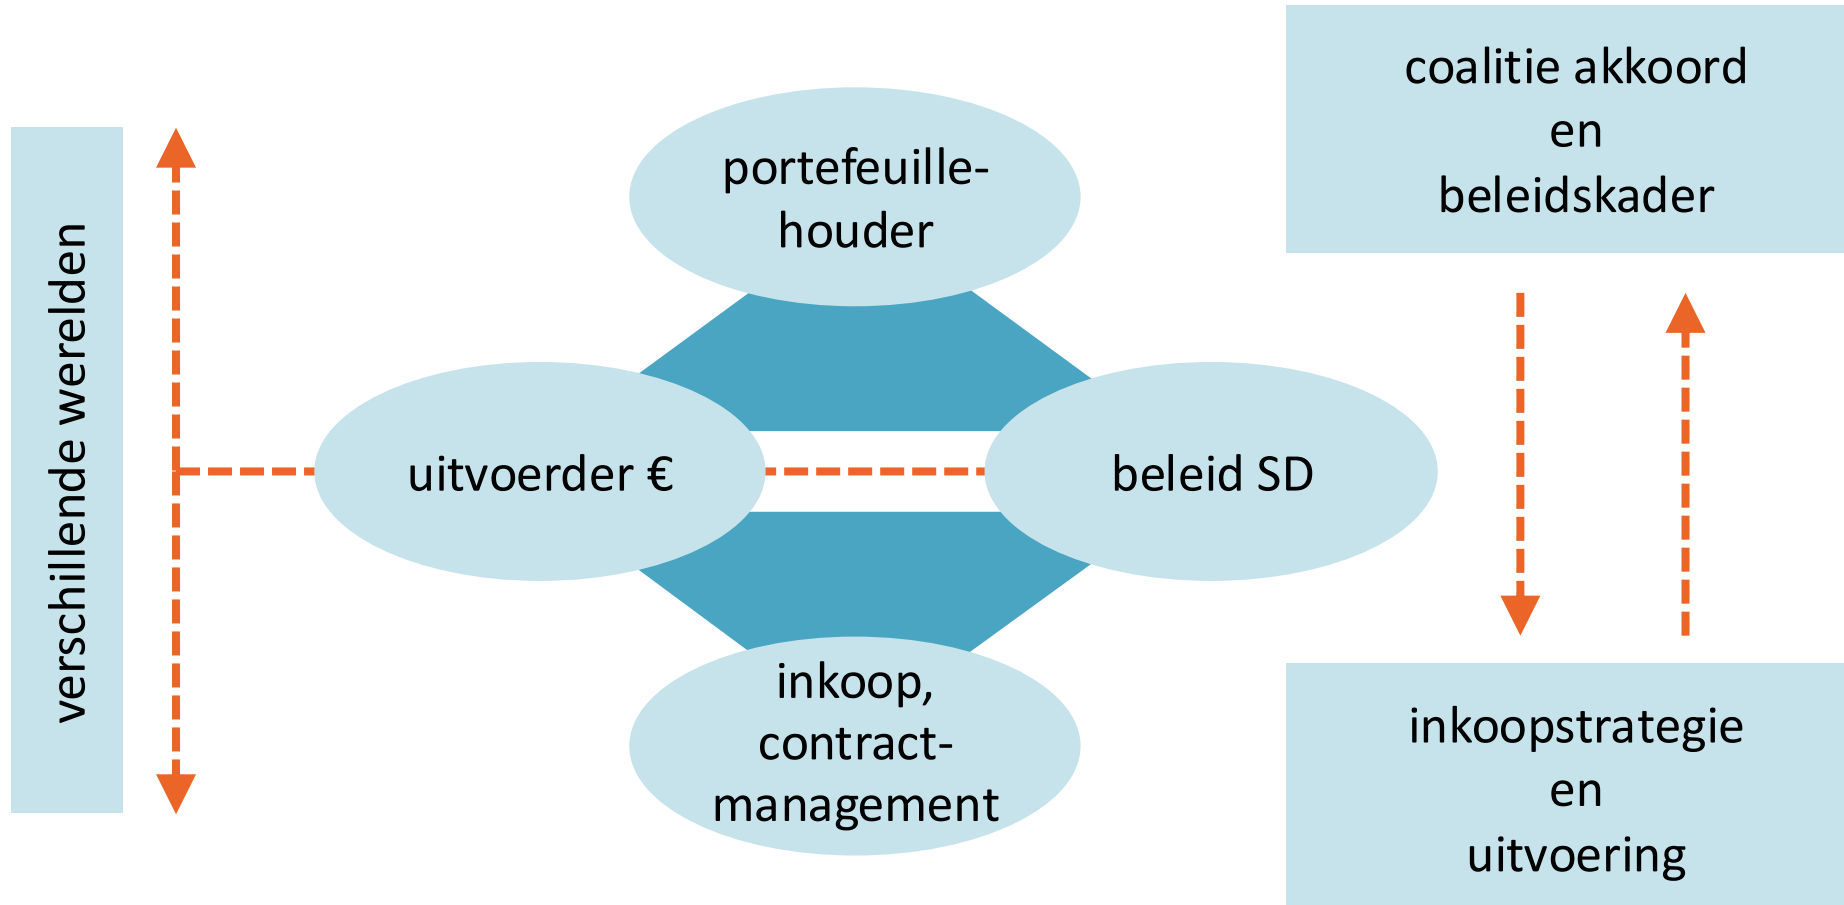 verschillende werelden
portefeuille-
houder
uitvoerder €
beleid SD
inkoop,
contract-
management
coalitie akkoord
en
beleidskader
inkoopstrategie
en
uitvoering